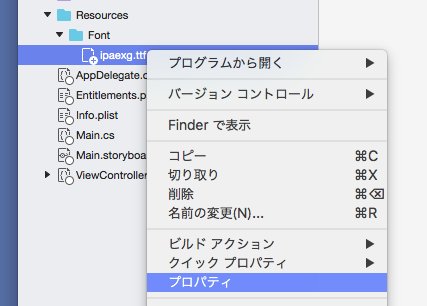 Resources
Font
ipaexg.ttf
AppDelegate.c
Entitlements.p
Info.plist
Main.cs
Main.storyboa
ViewController
プログラムから開く
バージョン コントロール
Finder で表示
コピー ⌘C
切り取り ⌘X
削除 ⌘⌫
名前の変更(N)... ⌘R
ビルド アクション
クイック プロパティ
プロパティ